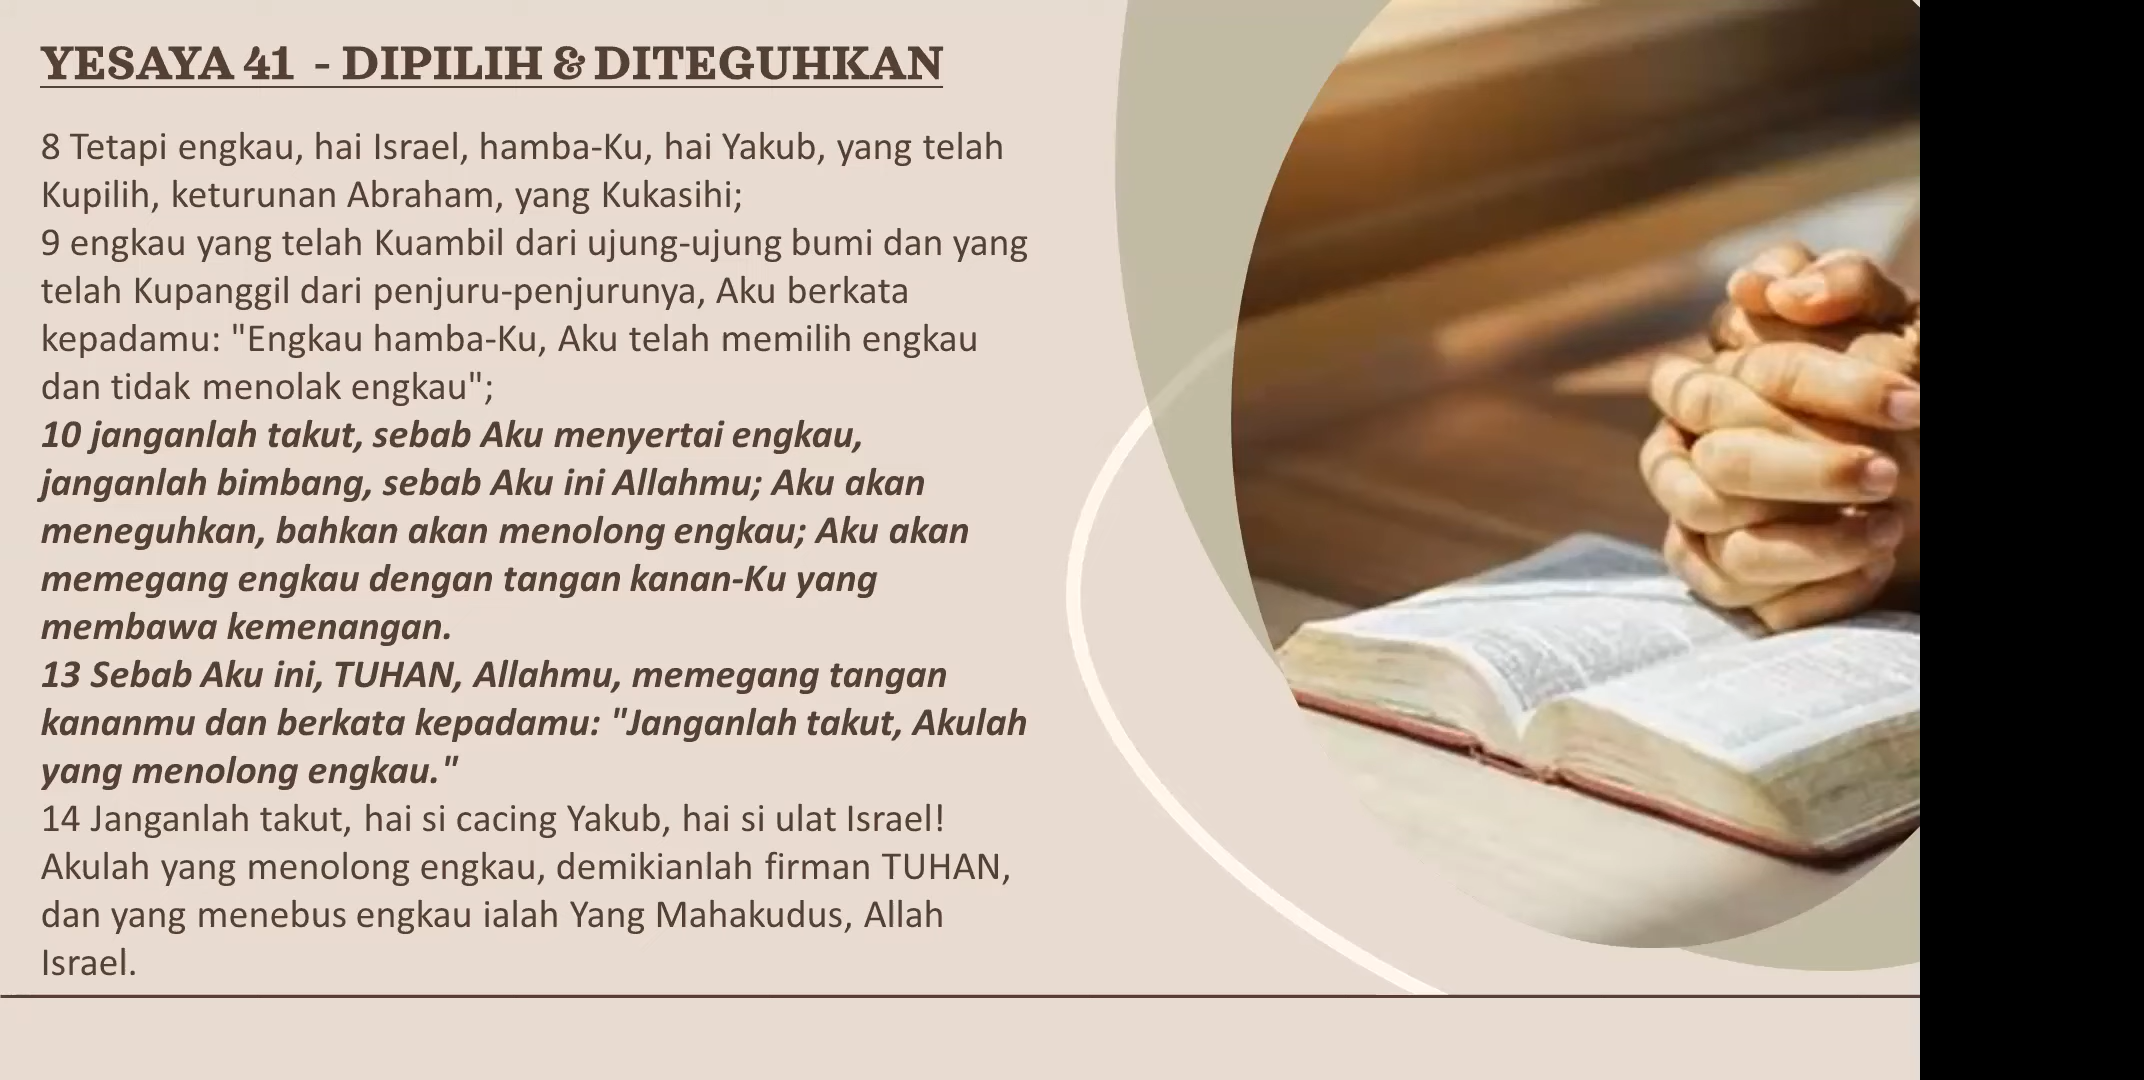 YESAYA 41 - DIPILIH & DITEGUHKAN
8 Tetapi engkau, hai Israel, hamba-Ku, hai Yakub, yang telah
Kupilih, keturunan Abraham, yang Kukasihi;
9 engkau yang telah Kuambil dari ujung-ujung bumi dan yang
telah Kupanggil dari penjuru-penjurunya, Aku berkata
kepadamu: "Engkau hamba-Ku, Aku telah memilih engkau
dan tidak menolak engkau";
10 janganlah takut, sebab Aku menyertai engkau,
janganlah bimbang, sebab Aku ini Allahmu; Aku akan
meneguhkan, bahkan akan menolong engkau; Aku akan
memegang engkau dengan tangan kanan-Ku yang
membawa kemenangan.
13 Sebab Aku ini, TUHAN, Allahmu, memegang tangan
kananmu dan berkata kepadamu: "Janganlah takut, Akulah
yang menolong engkau."
14 Janganlah takut, hai si cacing Yakub, hai si ulat Israel!
Akulah yang menolong engkau, demikianlah firman TUHAN,
dan yang menebus engkau ialah Yang Mahakudus, Allah
Israel.